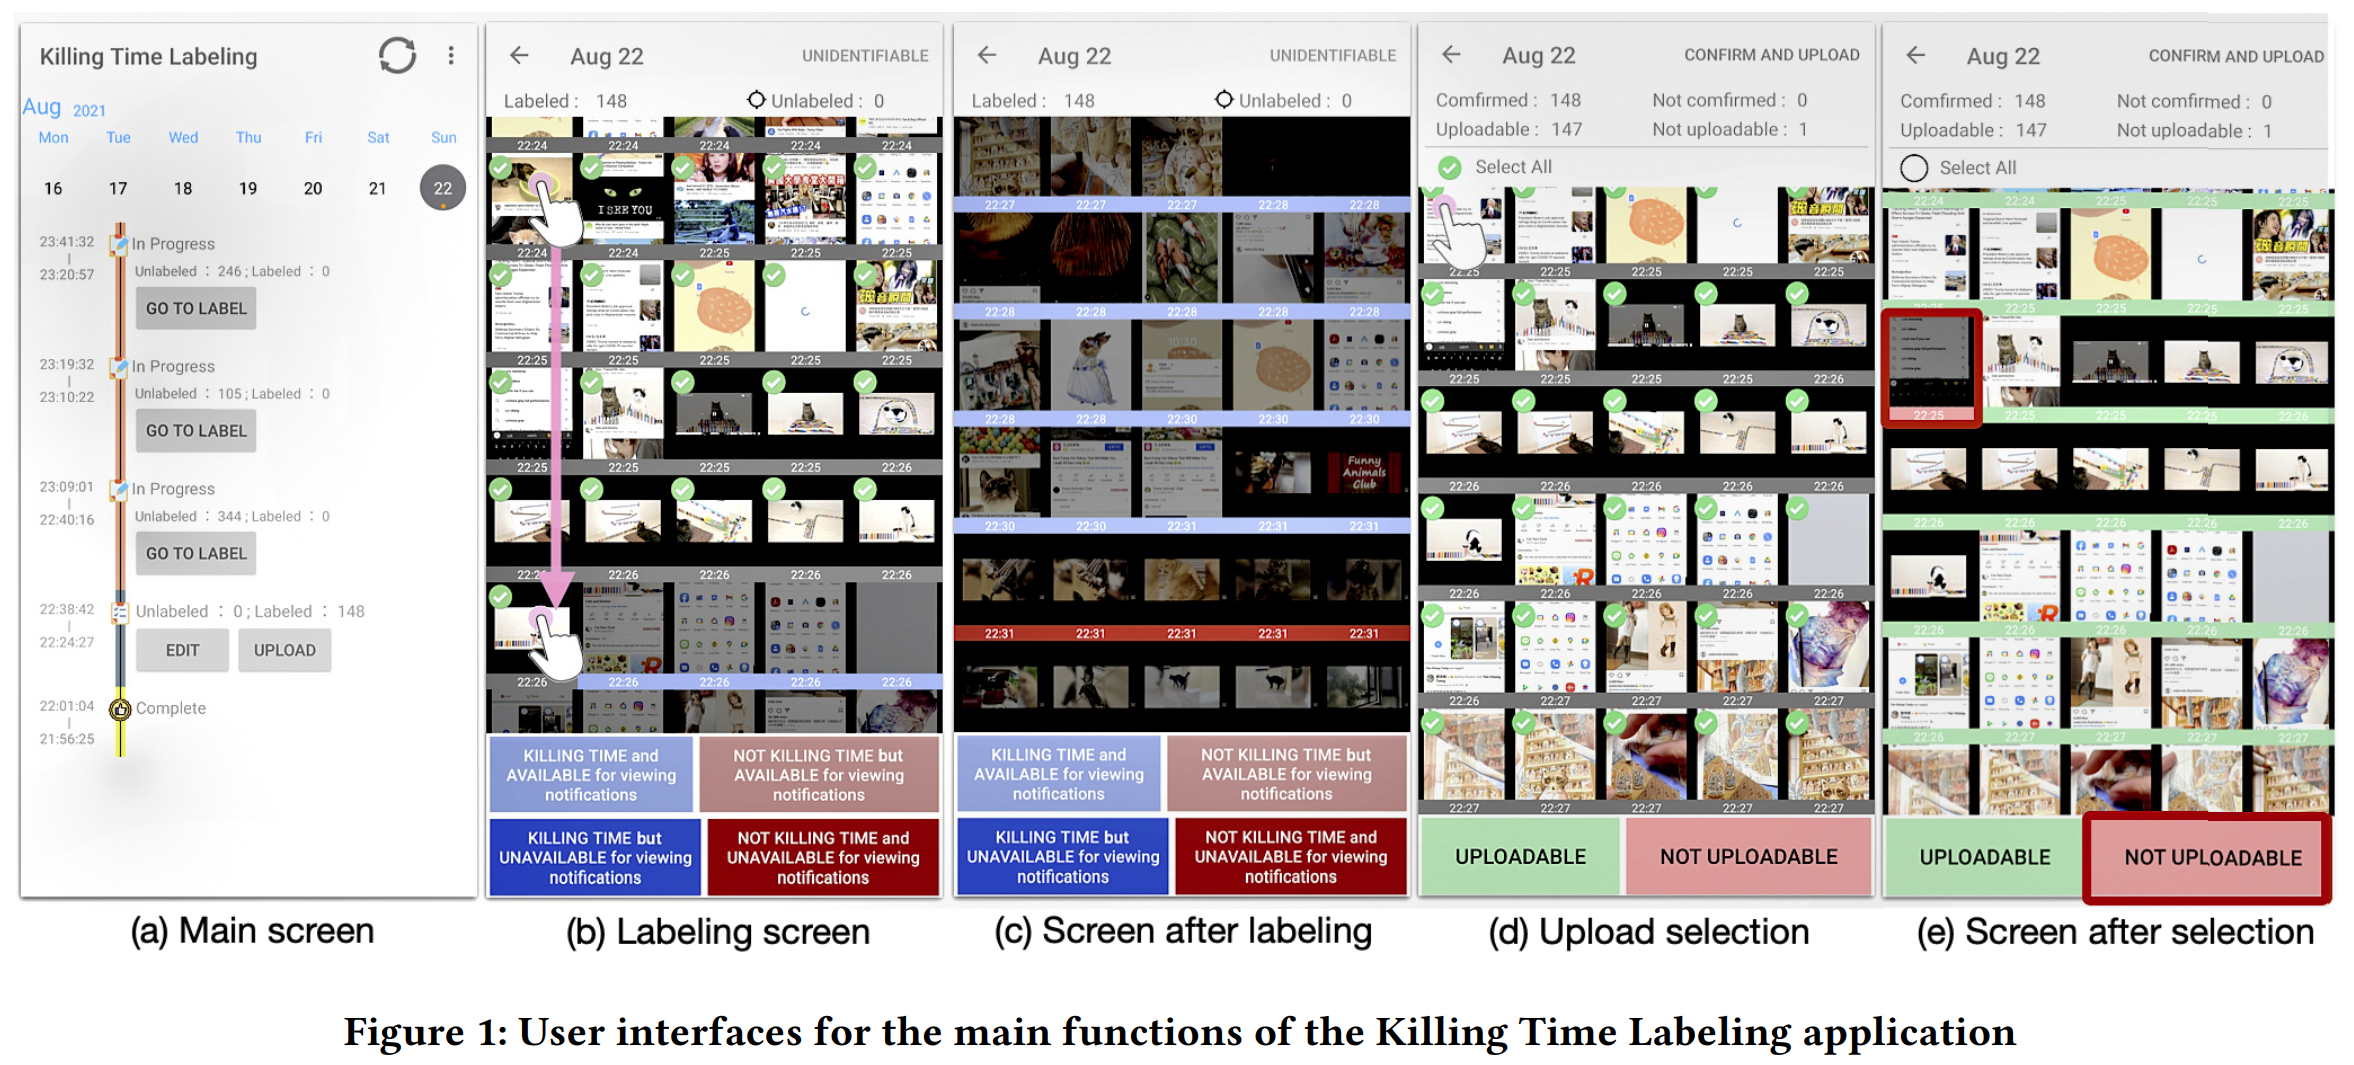 Killing Time Labeling
Aug 2021
Mon Tue Wed Thu Fri Sat Sun
16 17 18 19 20 21 22
23:41:32
|
23:20:57
In Progress
Unlabeled : 246 ; Labeled : 0
GO TO LABEL
23:19:32
|
23:10:22
In Progress
Unlabeled : 105 ; Labeled : 0
GO TO LABEL
23:09:01
|
22:40:16
In Progress
Unlabeled : 344 ; Labeled : 0
GO TO LABEL
22:38:42
|
22:24:27
Unlabeled : 0 ; Labeled : 148
EDIT UPLOAD
22:01:04
|
21:56:25
Complete
(a) Main screen
Aug 22 UNIDENTIFIABLE
Labeled : 148 Unlabeled : 0
22:24 22:24 22:24 22:24 22:24
I SEE YOU
22:24 22:24 22:25 22:25 22:25
22:25 22:25 22:25 22:25 22:25
22:25 22:25 22:25 22:25 22:26
22:26 22:26 22:26 22:26
22:26 22:26 22:26 22:26 22:26
KILLING TIME and
AVAILABLE for viewing
notifications
NOT KILLING TIME but
AVAILABLE for viewing
notifications
KILLING TIME but
UNAVAILABLE for viewing
notifications
NOT KILLING TIME and
UNAVAILABLE for viewing
notifications
(b) Labeling screen
Aug 22 UNIDENTIFIABLE
Labeled : 148 Unlabeled : 0
22:27 22:27 22:27 22:28 22:28
22:28 22:28 22:28 22:28 22:28
10:30
22:28 22:28 22:28 22:30 22:30
Funny
Animals
Club
22:30 22:30 22:31 22:31 22:31
22:31 22:31 22:31 22:31 22:31
KILLING TIME and
AVAILABLE for viewing
notifications
NOT KILLING TIME but
AVAILABLE for viewing
notifications
KILLING TIME but
UNAVAILABLE for viewing
notifications
NOT KILLING TIME and
UNAVAILABLE for viewing
notifications
(c) Screen after labeling
Aug 22 CONFIRM AND UPLOAD
Comfirmed : 148 Not comfirmed : 0
Uploadable : 147 Not uploadable : 1
Select All
22:25 22:25 22:25 22:25 22:25
22:25 22:25 22:25 22:25 22:26
22:26 22:26 22:26 22:26 22:26
22:26 22:26 22:26 22:26 22:26
22:26 22:26 22:27 22:27 22:27
22:27 22:27 22:27 22:27 22:27
UPLOADABLE NOT UPLOADABLE
(d) Upload selection
Aug 22 CONFIRM AND UPLOAD
Comfirmed : 148 Not comfirmed : 0
Uploadable : 147 Not uploadable : 1
Select All
22:24 22:24 22:25 22:25 22:25
22:25 22:25 22:25 22:25 22:25
22:25 22:25 22:25 22:25 22:26
22:26 22:26 22:26 22:26 22:26
22:26 22:26 22:26 22:26 22:26
22:26 22:26 22:27 22:27 22:27
UPLOADABLE NOT UPLOADABLE
(e) Screen after selection
Figure 1: User interfaces for the main functions of the Killing Time Labeling application